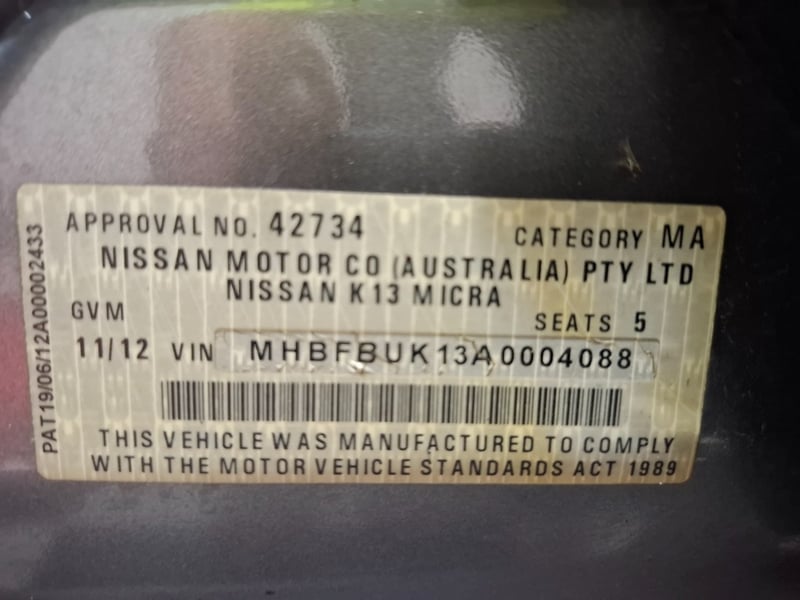 APPROVAL NO. 42734 CATEGORY MA
NISSAN MOTOR CO (AUSTRALIA) PTY LTD
NISSAN K13 MICRA
GVM SEATS 5
11/12 VIN MHBFBUK13A0004088
THIS VEHICLE WAS MANUFACTURED TO COMPLY
WITH THE MOTOR VEHICLE STANDARDS ACT 1989
PAT19/06/12A00002433